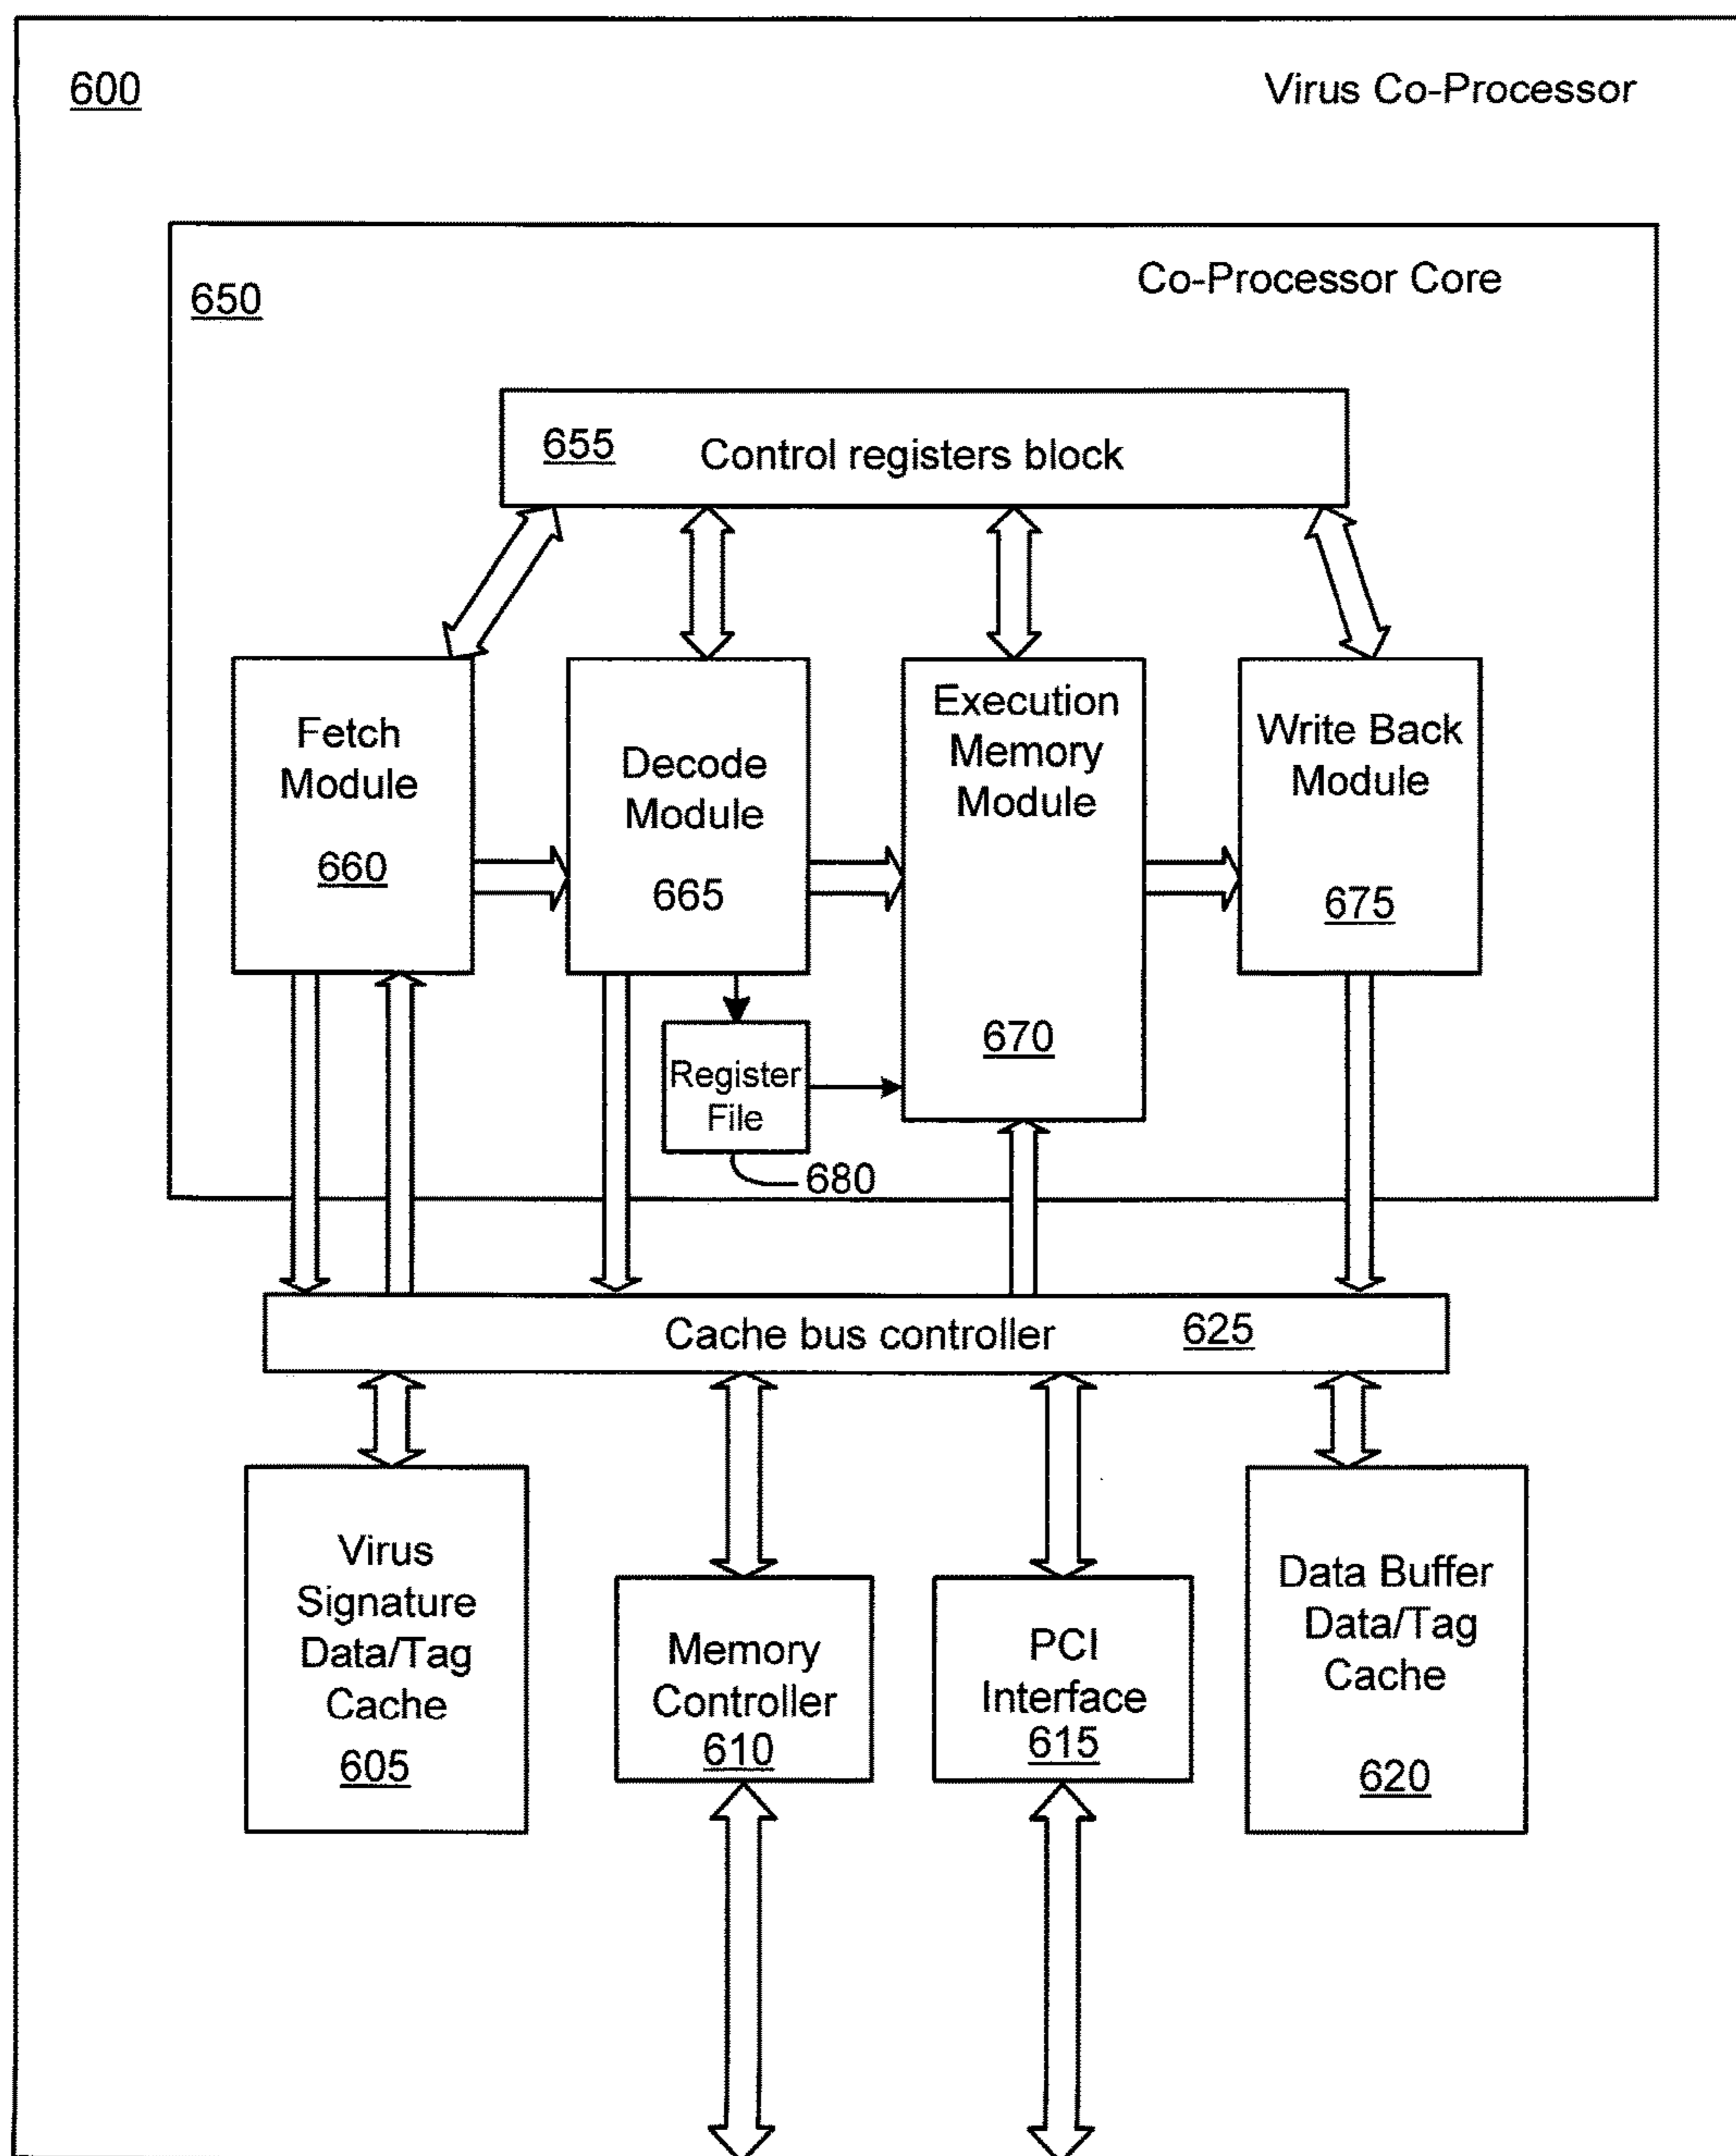 600
Virus Co-Processor
650
Co-Processor Core
655
Control registers block
Fetch
Module
660
Decode
Module
665
Execution
Memory
Module
670
Write Back
Module
675
Register
File
680
Cache bus controller
625
Virus
Signature
Data/Tag
Cache
605
Memory
Controller
610
PCI
Interface
615
Data Buffer
Data/Tag
Cache
620